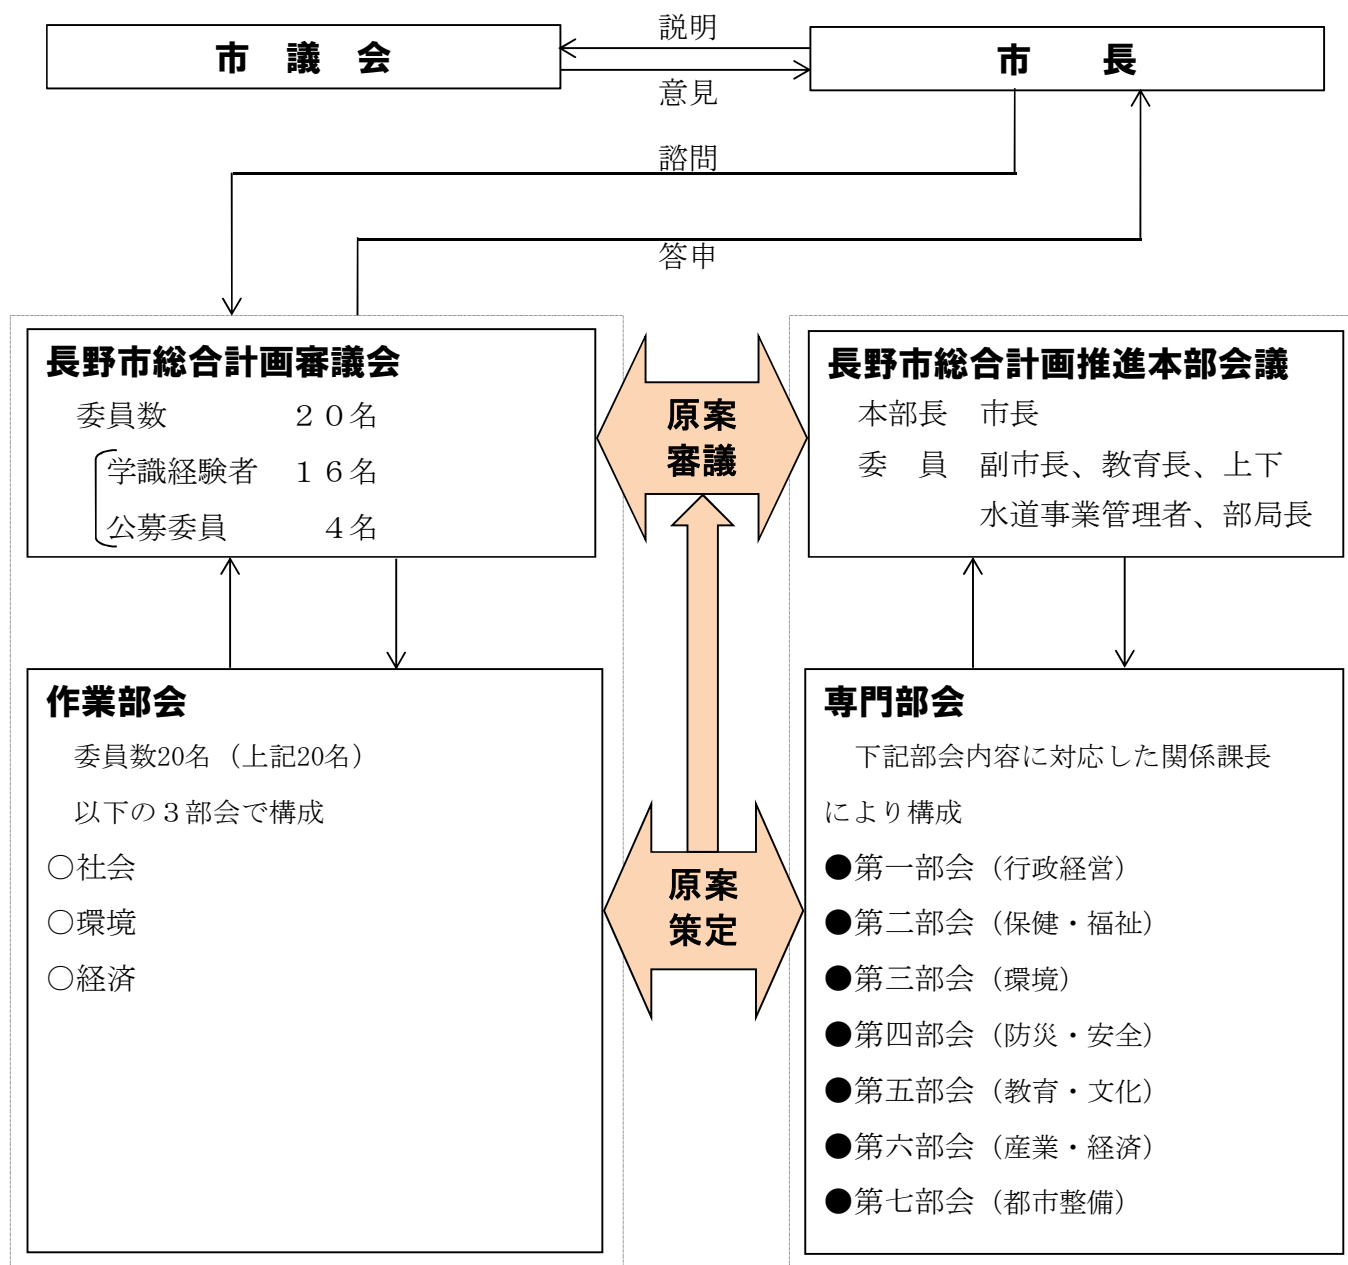 説明
市　議　会
市　　長
意見
諮問
答申
長野市総合計画審議会
委員数　　　　２０名
学識経験者　１６名
公募委員　　　４名
原案
審議
長野市総合計画推進本部会議
本部長　市長
委　員　副市長、教育長、上下
水道事業管理者、部局長
作業部会
委員数20名（上記20名）
以下の３部会で構成
○社会
○環境
○経済
原案
策定
専門部会
下記部会内容に対応した関係課長
により構成
●第一部会（行政経営）
●第二部会（保健・福祉）
●第三部会（環境）
●第四部会（防災・安全）
●第五部会（教育・文化）
●第六部会（産業・経済）
●第七部会（都市整備）